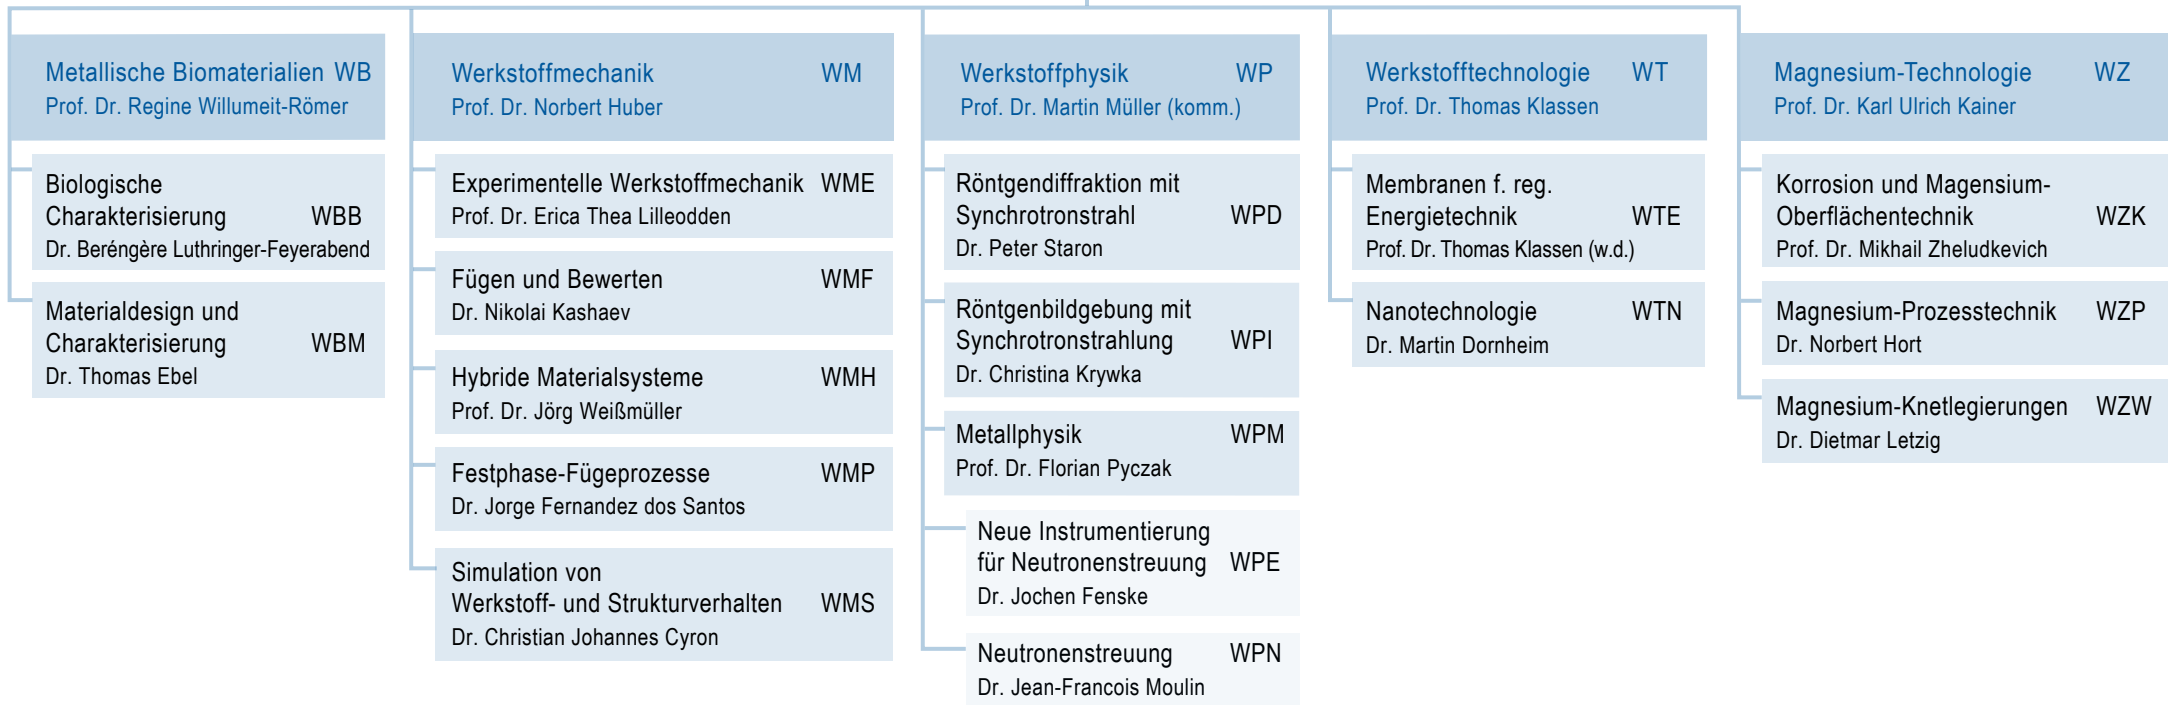 Metallische Biomaterialien WB
Prof. Dr. Regine Willumeit-Römer
Biologische
Charakterisierung WBB
Dr. Beréngère Luthringer-Feyerabend
Materialdesign und
Charakterisierung WBM
Dr. Thomas Ebel
Werkstoffmechanik WM
Prof. Dr. Norbert Huber
Experimentelle Werkstoffmechanik WME
Prof. Dr. Erica Thea Lilleodden
Fügen und Bewerten WMF
Dr. Nikolai Kashaev
Hybride Materialsysteme WMH
Prof. Dr. Jörg Weißmüller
Festphase-Fügeprozesse WMP
Dr. Jorge Fernandez dos Santos
Simulation von
Werkstoff- und Strukturverhalten WMS
Dr. Christian Johannes Cyron
Werkstoffphysik WP
Prof. Dr. Martin Müller (komm.)
Röntgendiffraktion mit
Synchrotronstrahl WPD
Dr. Peter Staron
Röntgenbildgebung mit
Synchrotronstrahlung WPI
Dr. Christina Krywka
Metallphysik WPM
Prof. Dr. Florian Pyczak
Neue Instrumentierung
für Neutronenstreuung WPE
Dr. Jochen Fenske
Neutronenstreuung WPN
Dr. Jean-Francois Moulin
Werkstofftechnologie WT
Prof. Dr. Thomas Klassen
Membranen f. reg.
Energietechnik WTE
Prof. Dr. Thomas Klassen (w.d.)
Nanotechnologie WTN
Dr. Martin Dornheim
Magnesium-Technologie WZ
Prof. Dr. Karl Ulrich Kainer
Korrosion und Magensium-
Oberflächentechnik WZK
Prof. Dr. Mikhail Zheludkevich
Magnesium-Prozesstechnik WZP
Dr. Norbert Hort
Magnesium-Knetlegierungen WZW
Dr. Dietmar Letzig